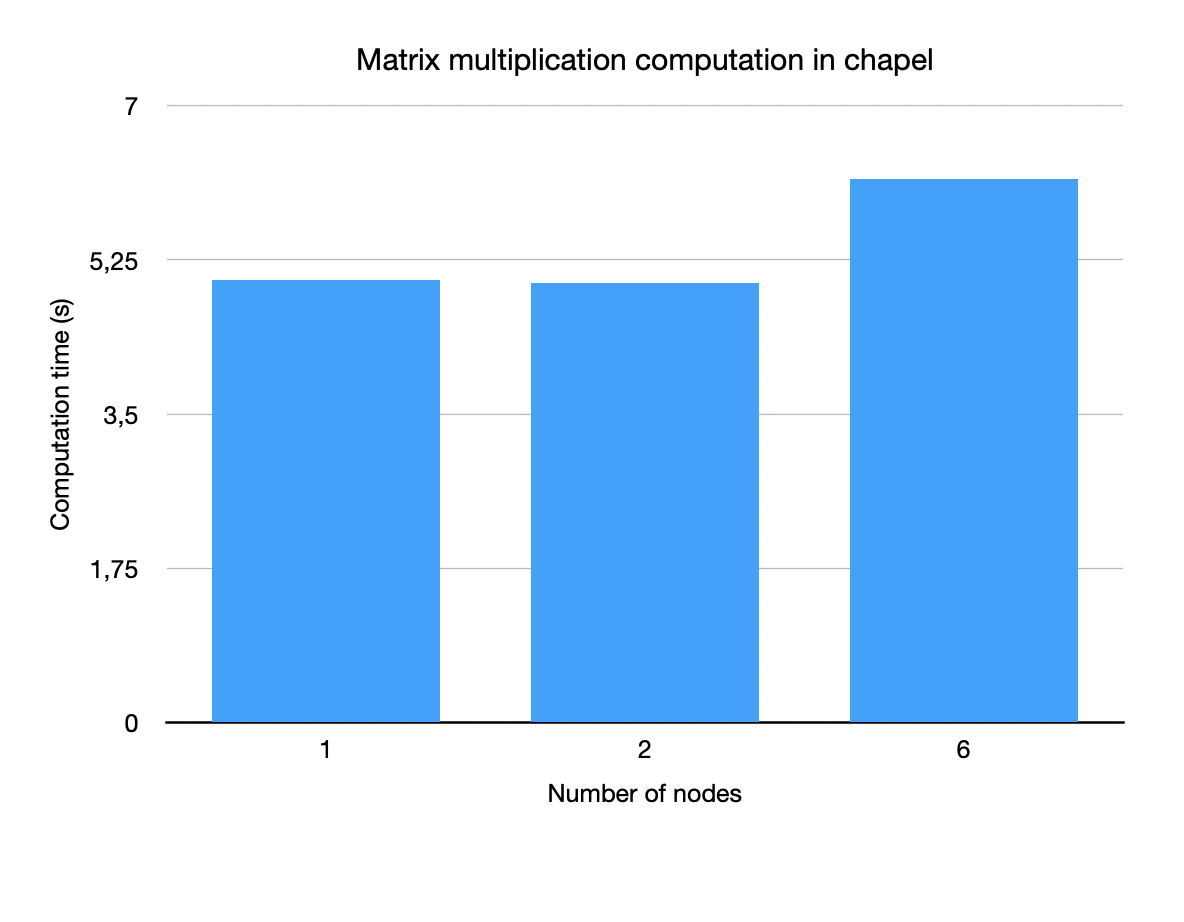 Matrix multiplication computation in chapel
7
5,25
3,5
1,75
0
Computation time (s)
1 2 6
Number of nodes